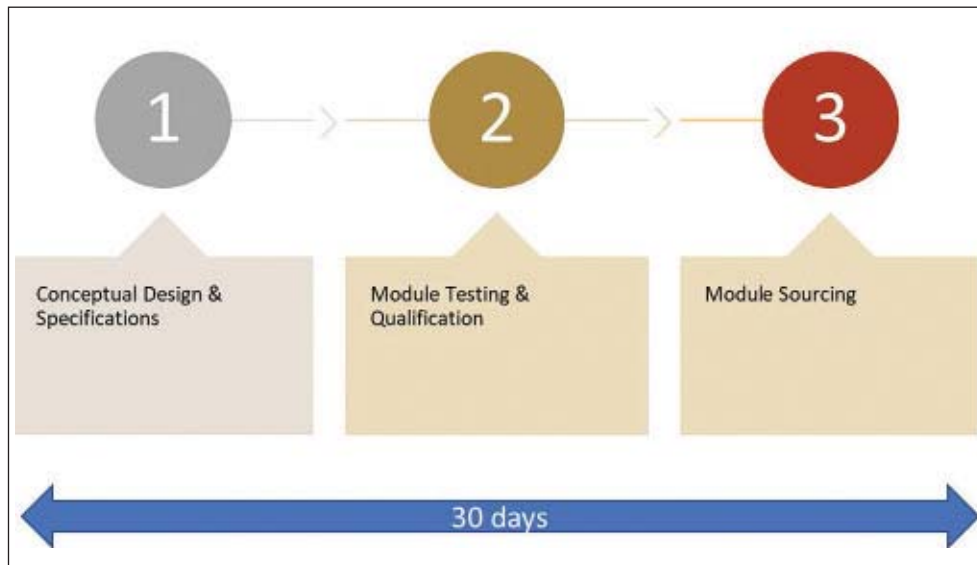 1
2
3
Conceptual Design &
Specifications
Module Testing &
Qualification
Module Sourcing
30 days